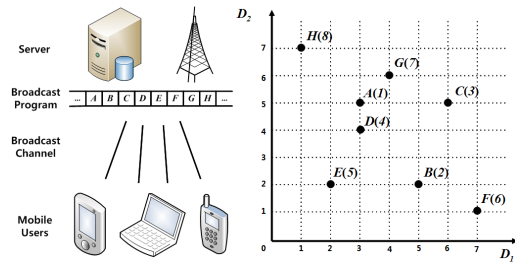 Server
Broadcast
Program
... A B C D E F G H ...
Broadcast
Channel
Mobile
Users
D2
7
6
5
4
3
2
1
0
1 2 3 4 5 6 7
D1
H(8)
G(7)
A(1)
C(3)
D(4)
E(5)
B(2)
F(6)